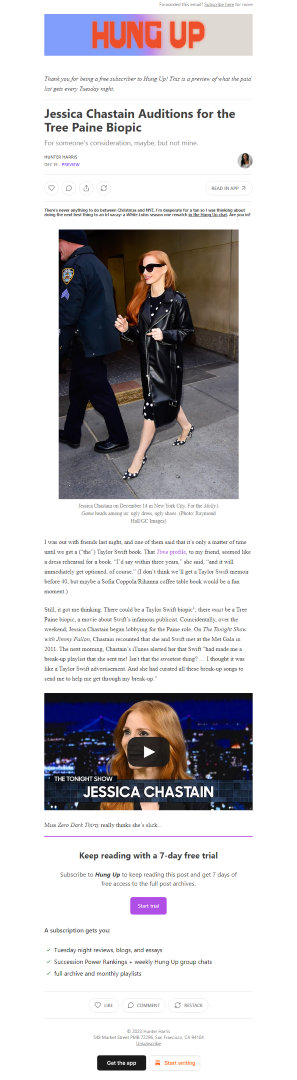 Forwarded this email? Subscribe here for more
HUNG UP
Thank you for being a free subscriber to Hung Up! This is a preview of what the paid
list gets every Tuesday night.
Jessica Chastain Auditions for the
Tree Paine Biopic
For someone's consideration, maybe, but not mine.
HUNTER HARRIS
DEC 19 ∙ PREVIEW
READ IN APP
There's never anything to do between Christmas and NYE. I'm desperate for a tan so I was thinking about
doing the next best thing to an irl vacay: a White Lotus season one rewatch in the Hung Up chat. Are you in?
Jessica Chastain on December 14 in New York City. For the Molly's
Game heads among us: ugly dress, ugly shoes. (Photo: Raymond
Hall/GC Images)
I was out with friends last night, and one of them said that it's only a matter of time
until we get a ("the") Taylor Swift book. That Time profile, to my friend, seemed like
a dress rehearsal for a book. "I'd say within three years," she said, "and it will
immediately get optioned, of course." (I don't think we'll get a Taylor Swift memoir
before 40, but maybe a Sofia Coppola/Rihanna coffee table book would be a fun
moment.)
Still, it got me thinking. There could be a Taylor Swift biopic¹, there must be a Tree
Paine biopic, a movie about Swift's infamous publicist. Coincidentally, over the
weekend, Jessica Chastain began lobbying for the Paine role. On The Tonight Show
with Jimmy Fallon, Chastain recounted that she and Swift met at the Met Gala in
2011. The next morning, Chastain's iTunes alerted her that Swift "had made me a
breakup playlist that she sent me! Isn't that the sweetest thing? …I thought it was
like a Taylor Swift advertisement. And she had curated all these break-up songs to
send me to help me get through my break-up."
THE TONIGHT SHOW
JESSICA CHASTAIN
Miss Zero Dark Thirty really thinks she's slick…
Keep reading with a 7-day free trial
Subscribe to Hung Up to keep reading this post and get 7 days of
free access to the full post archives.
Start trial
A subscription gets you:
Tuesday night reviews, blogs, and essays
Succession Power Rankings + weekly Hung Up group chats
full archive and monthly playlists
LIKE
COMMENT
RESTACK
© 2023 Hunter Harris
548 Market Street PMB 72296, San Francisco, CA 94104
Unsubscribe
Get the app
Start writing